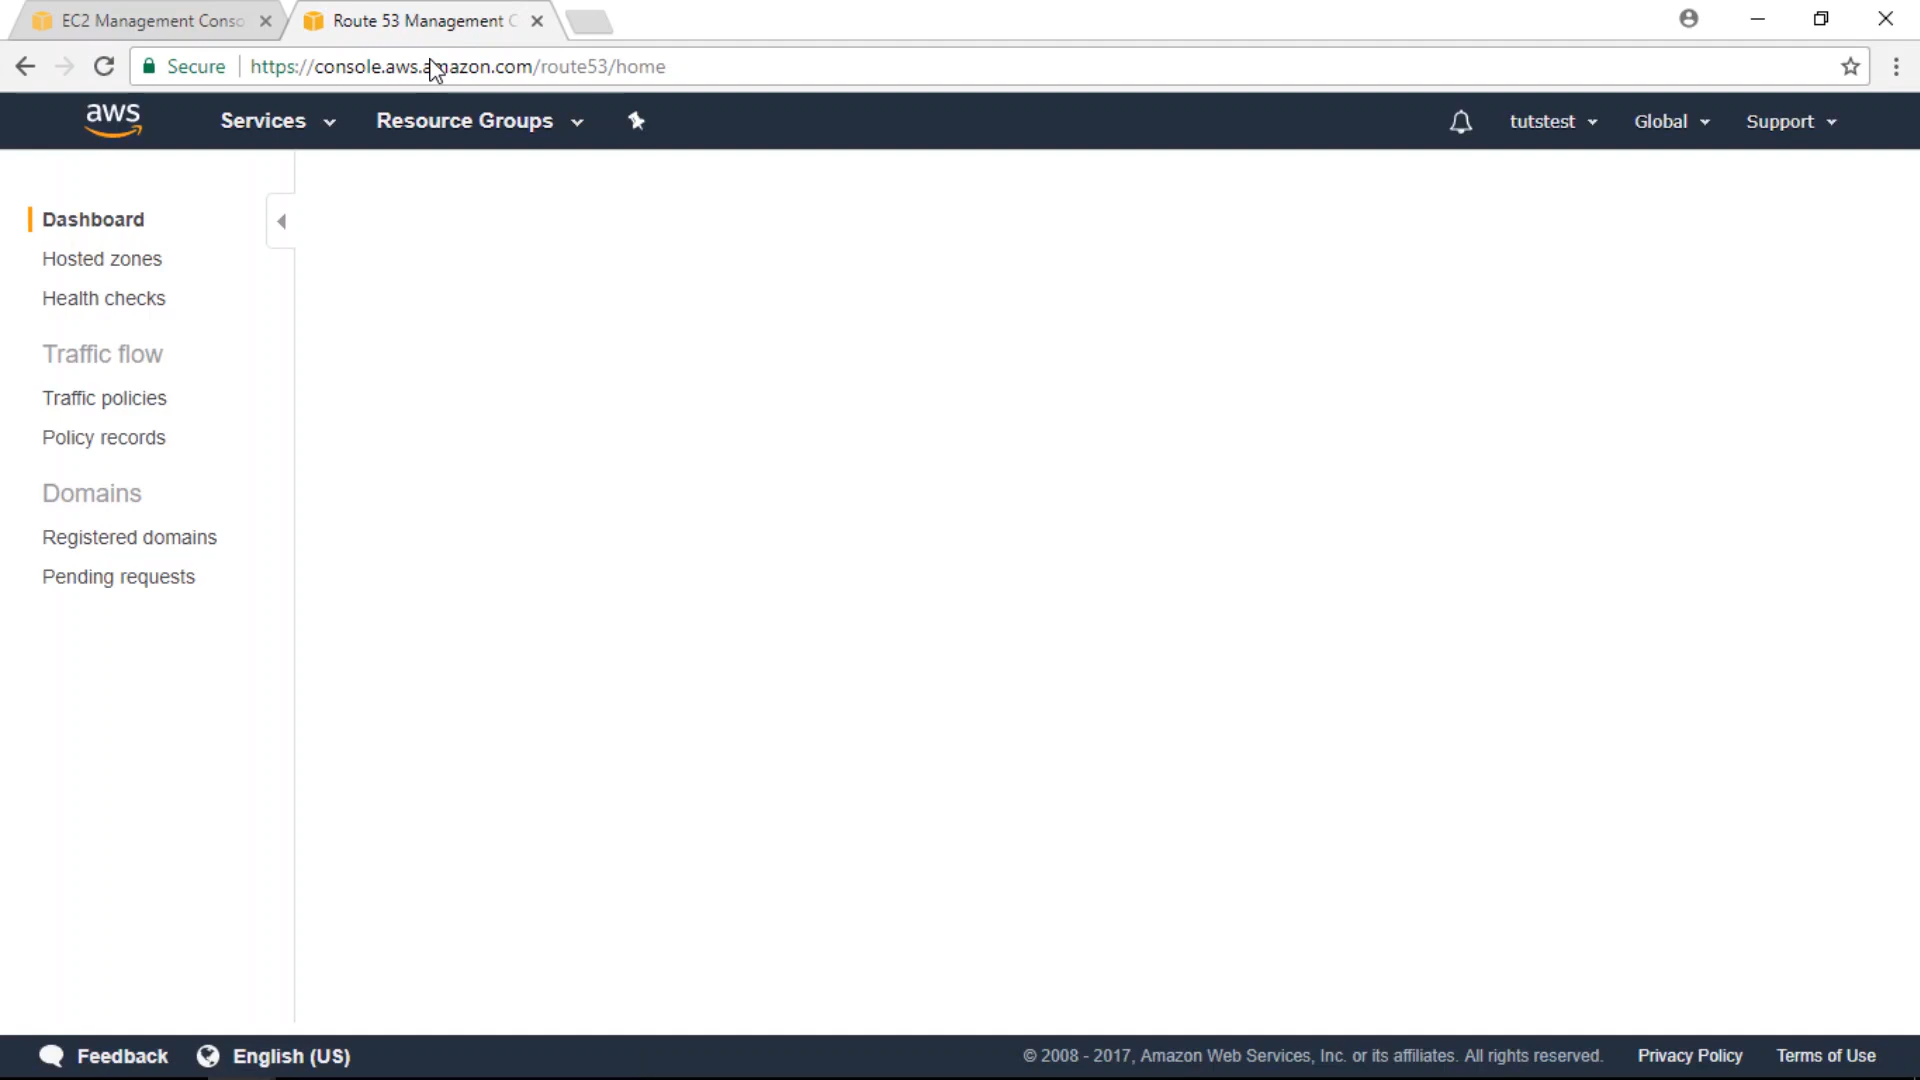 EC2 Management Conso
Route 53 Management C
Secure
https://console.aws.amazon.com/route53/home
aws
Services
Resource Groups
tutstest
Global
Support
Dashboard
Hosted zones
Health checks
Traffic flow
Traffic policies
Policy records
Domains
Registered domains
Pending requests
Feedback
English (US)
© 2008 - 2017, Amazon Web Services, Inc. or its affiliates. All rights reserved.
Privacy Policy
Terms of Use